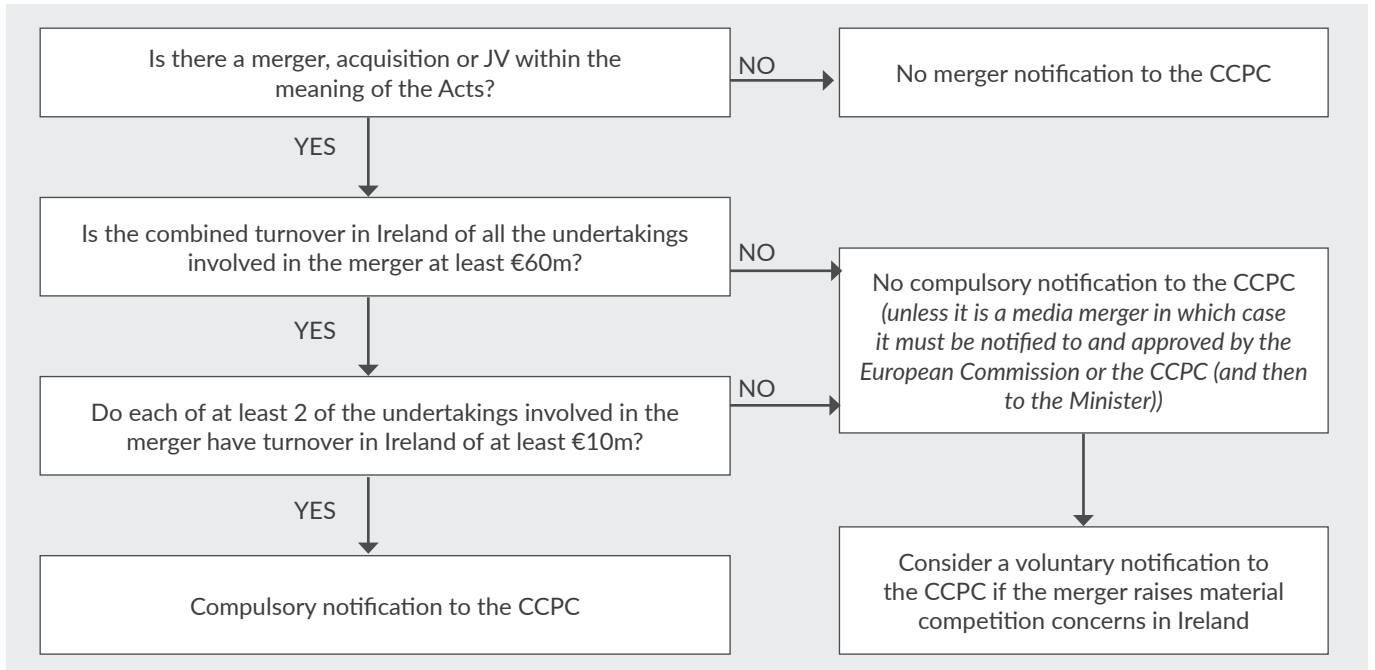 Is there a merger, acquisition or JV within the
meaning of the Acts?
NO
No merger notification to the CCPC
YES
Is the combined turnover in Ireland of all the undertakings
involved in the merger at least €60m?
NO
No compulsory notification to the CCPC
(unless it is a media merger in which case
it must be notified to and approved by the
European Commission or the CCPC (and then
to the Minister))
YES
Do each of at least 2 of the undertakings involved in the
merger have turnover in Ireland of at least €10m?
NO
YES
Compulsory notification to the CCPC
Consider a voluntary notification to
the CCPC if the merger raises material
competition concerns in Ireland